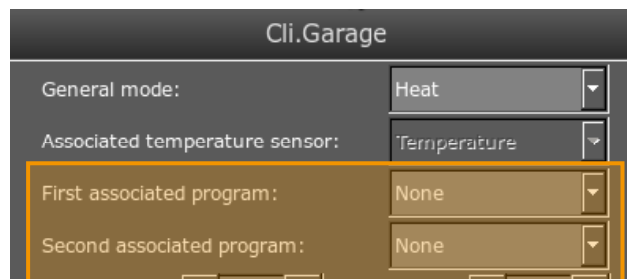 Cli.Garage
General mode: Heat
Associated temperature sensor: Temperature
First associated program: None
Second associated program: None